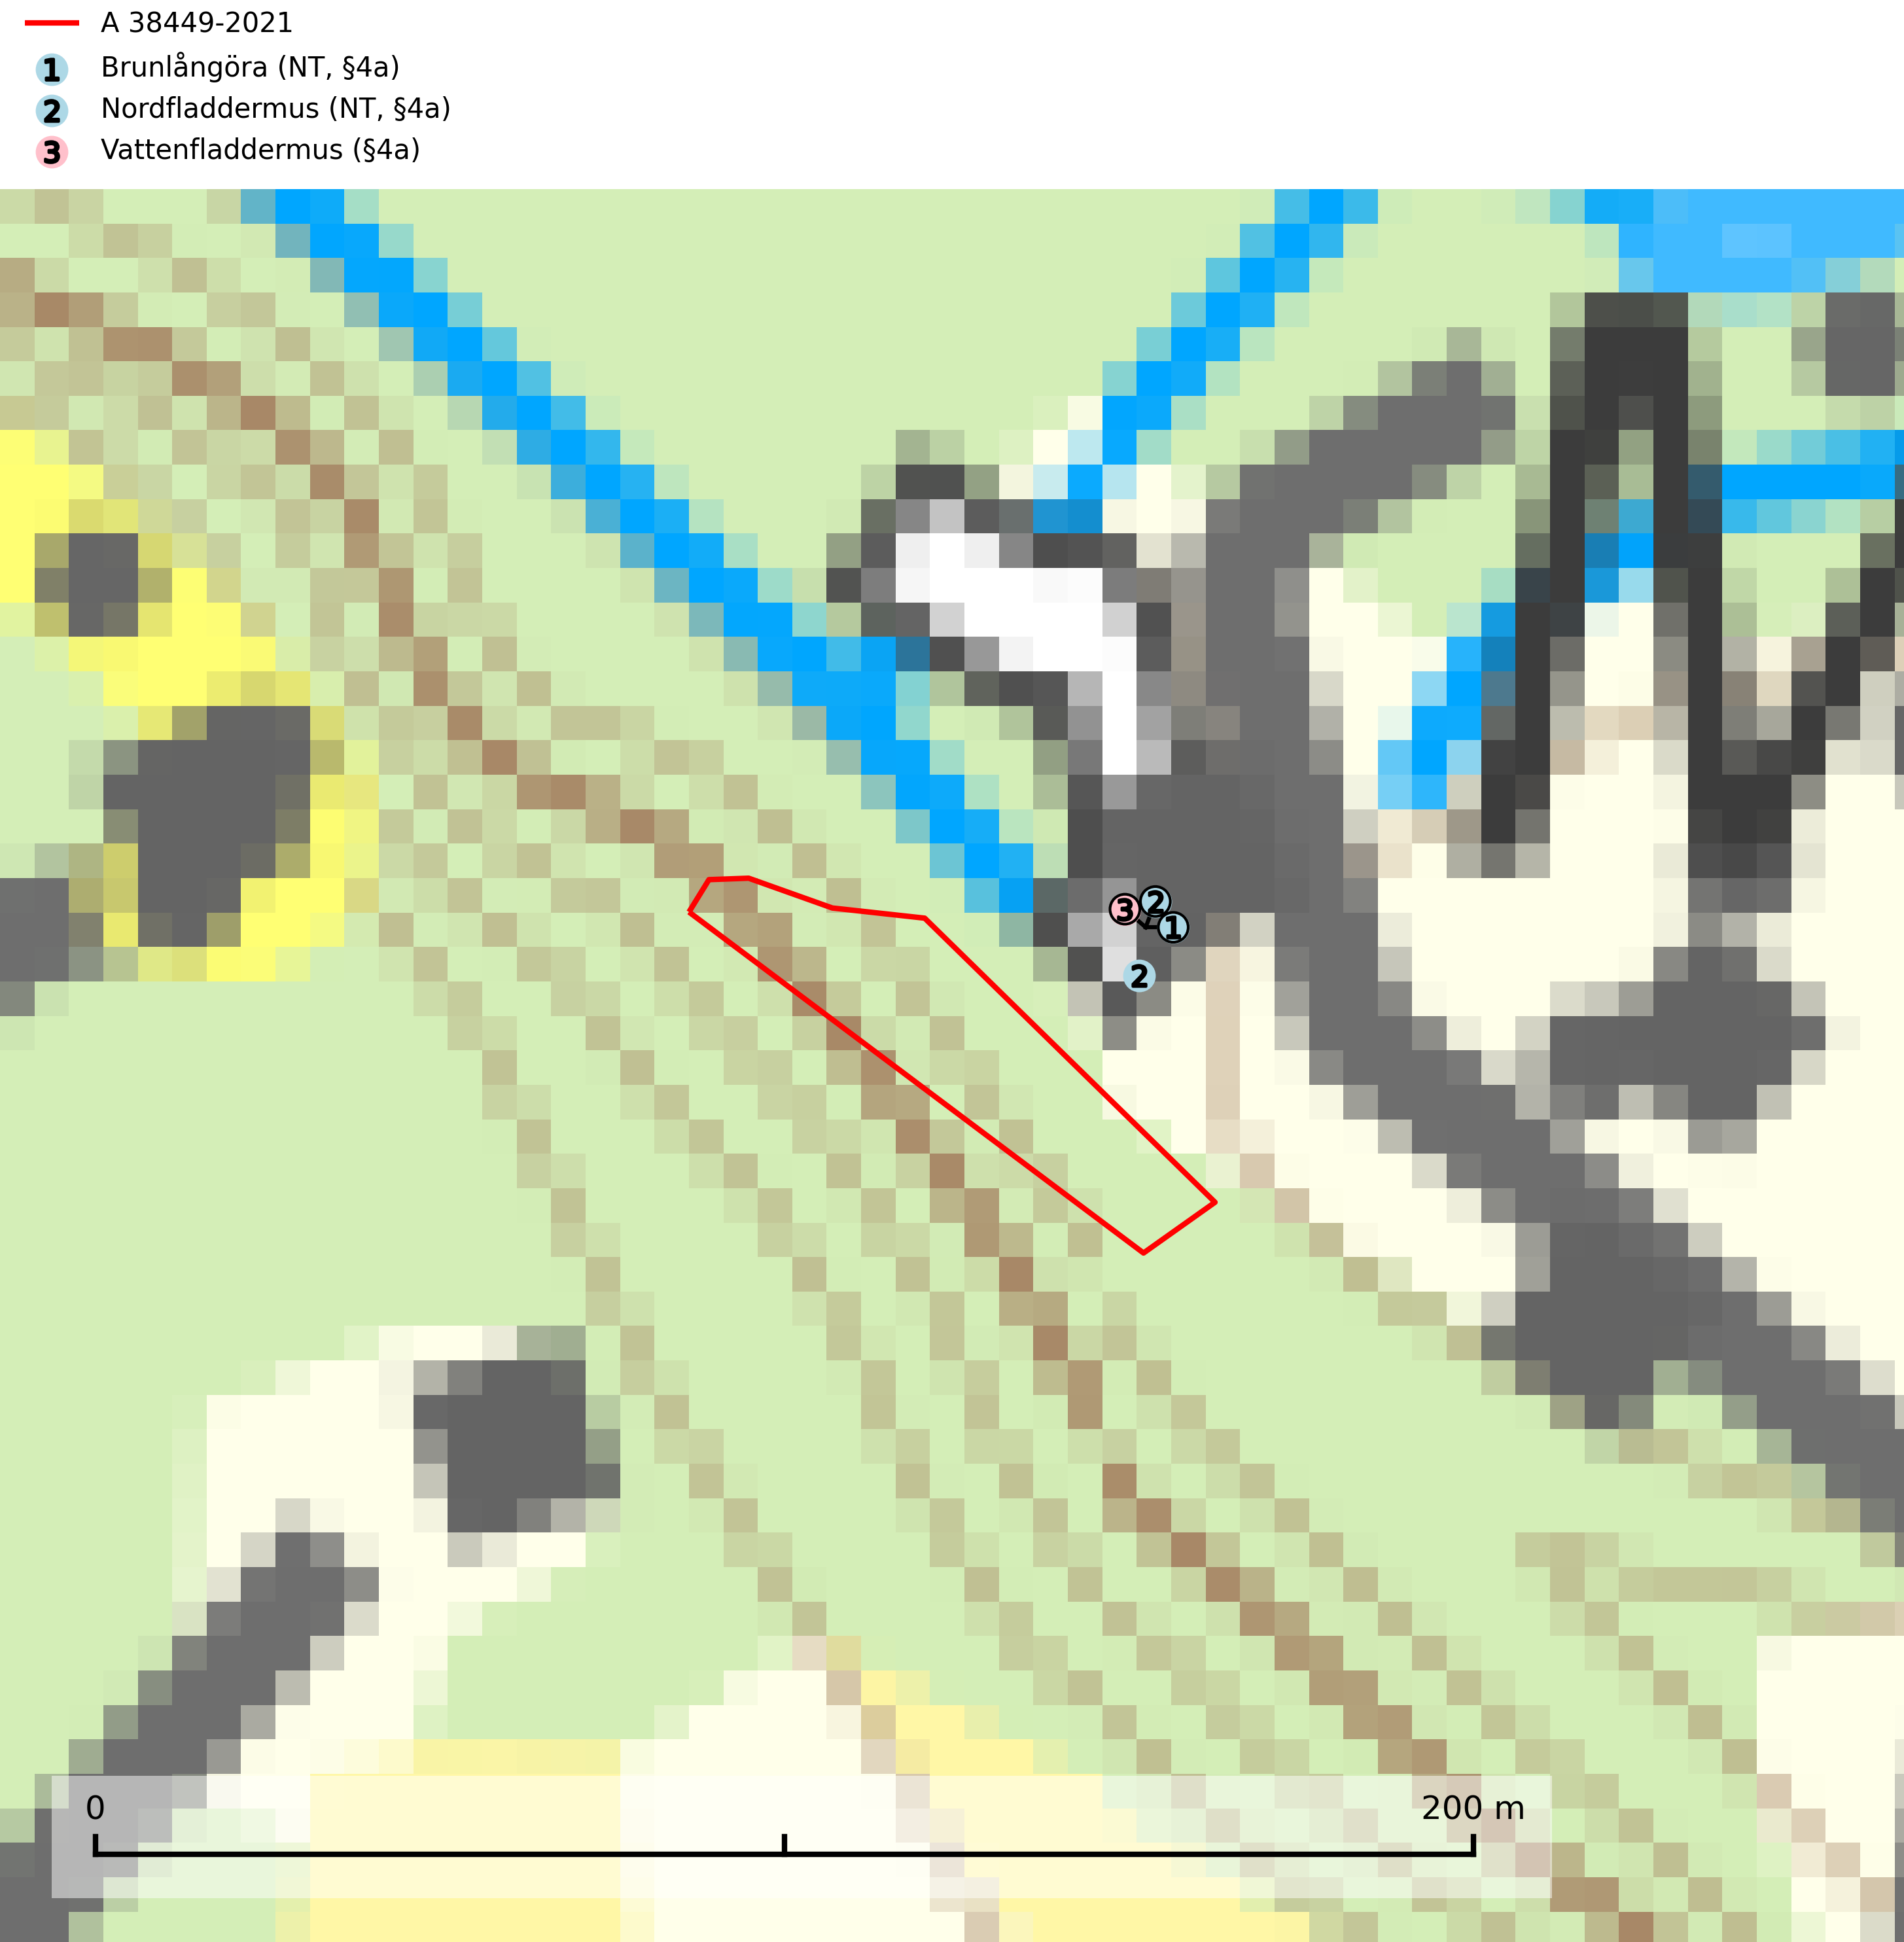 A 38449-2021
1 Brunlångöra (NT, §4a)
2 Nordfladdermus (NT, §4a)
3 Vattenfladdermus (§4a)
3 2
1
2
0 200 m